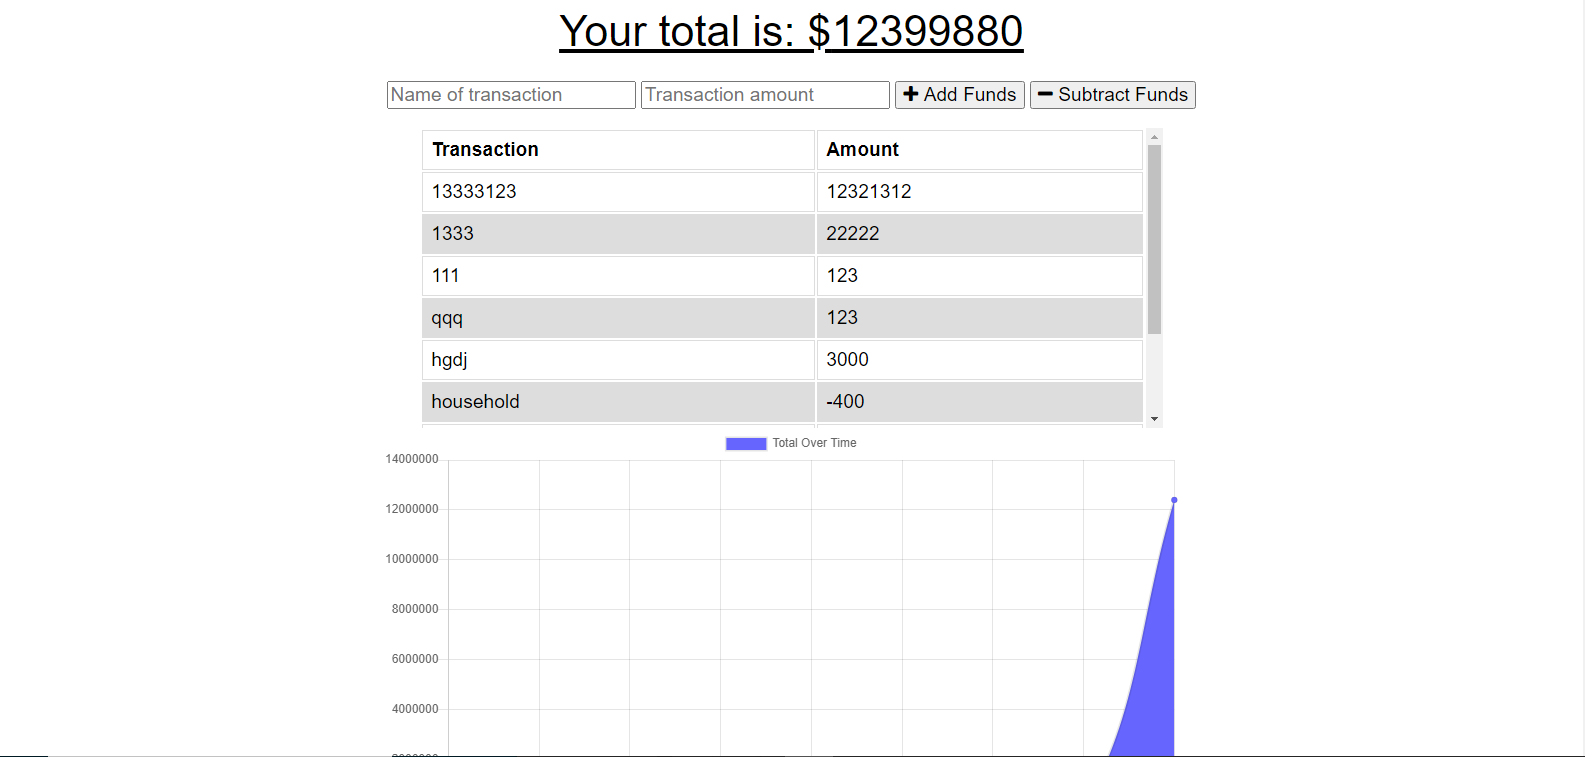 Your total is: $12399880
Name of transaction Transaction amount Add Funds Subtract Funds
Transaction Amount
13333123 12321312
1333 22222
111 123
qqq 123
hgdj 3000
household -400
Total Over Time
14000000
12000000
10000000
8000000
6000000
4000000